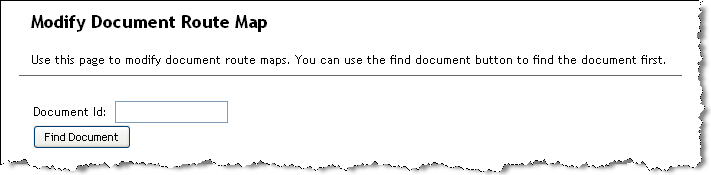 Modify Document Route Map
Use this page to modify document route maps. You can use the find document button to find the document first.
Document Id:
Find Document